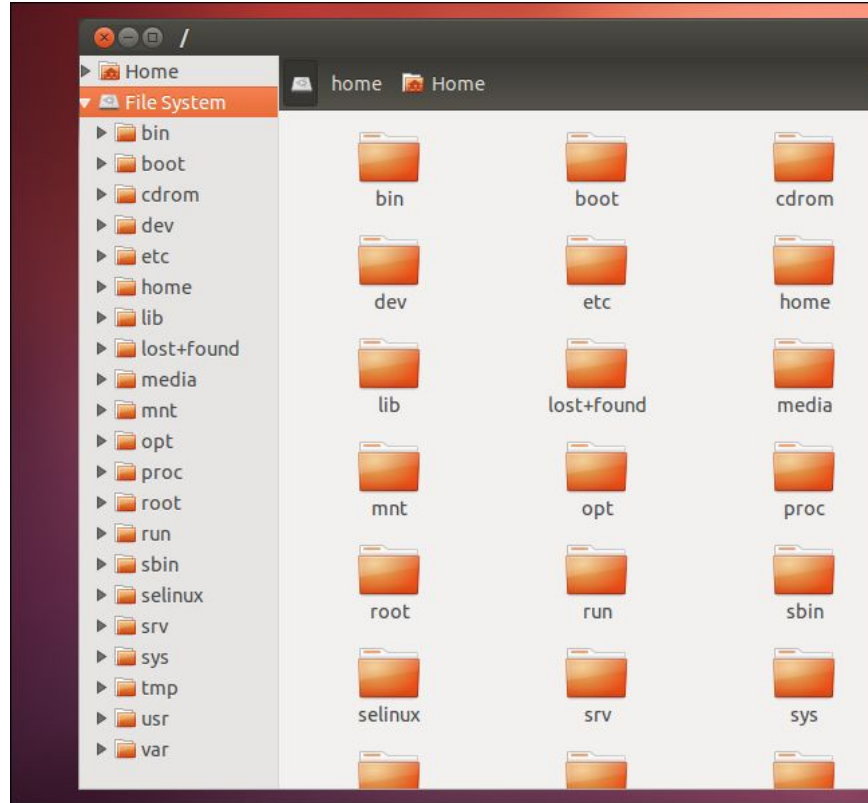 /
Home
File System
bin
boot
cdrom
dev
etc
home
lib
lost+found
media
mnt
opt
proc
root
run
sbin
selinux
srv
sys
tmp
usr
var
home Home
bin boot cdrom
dev etc home
lib lost+found media
mnt opt proc
root run sbin
selinux srv sys